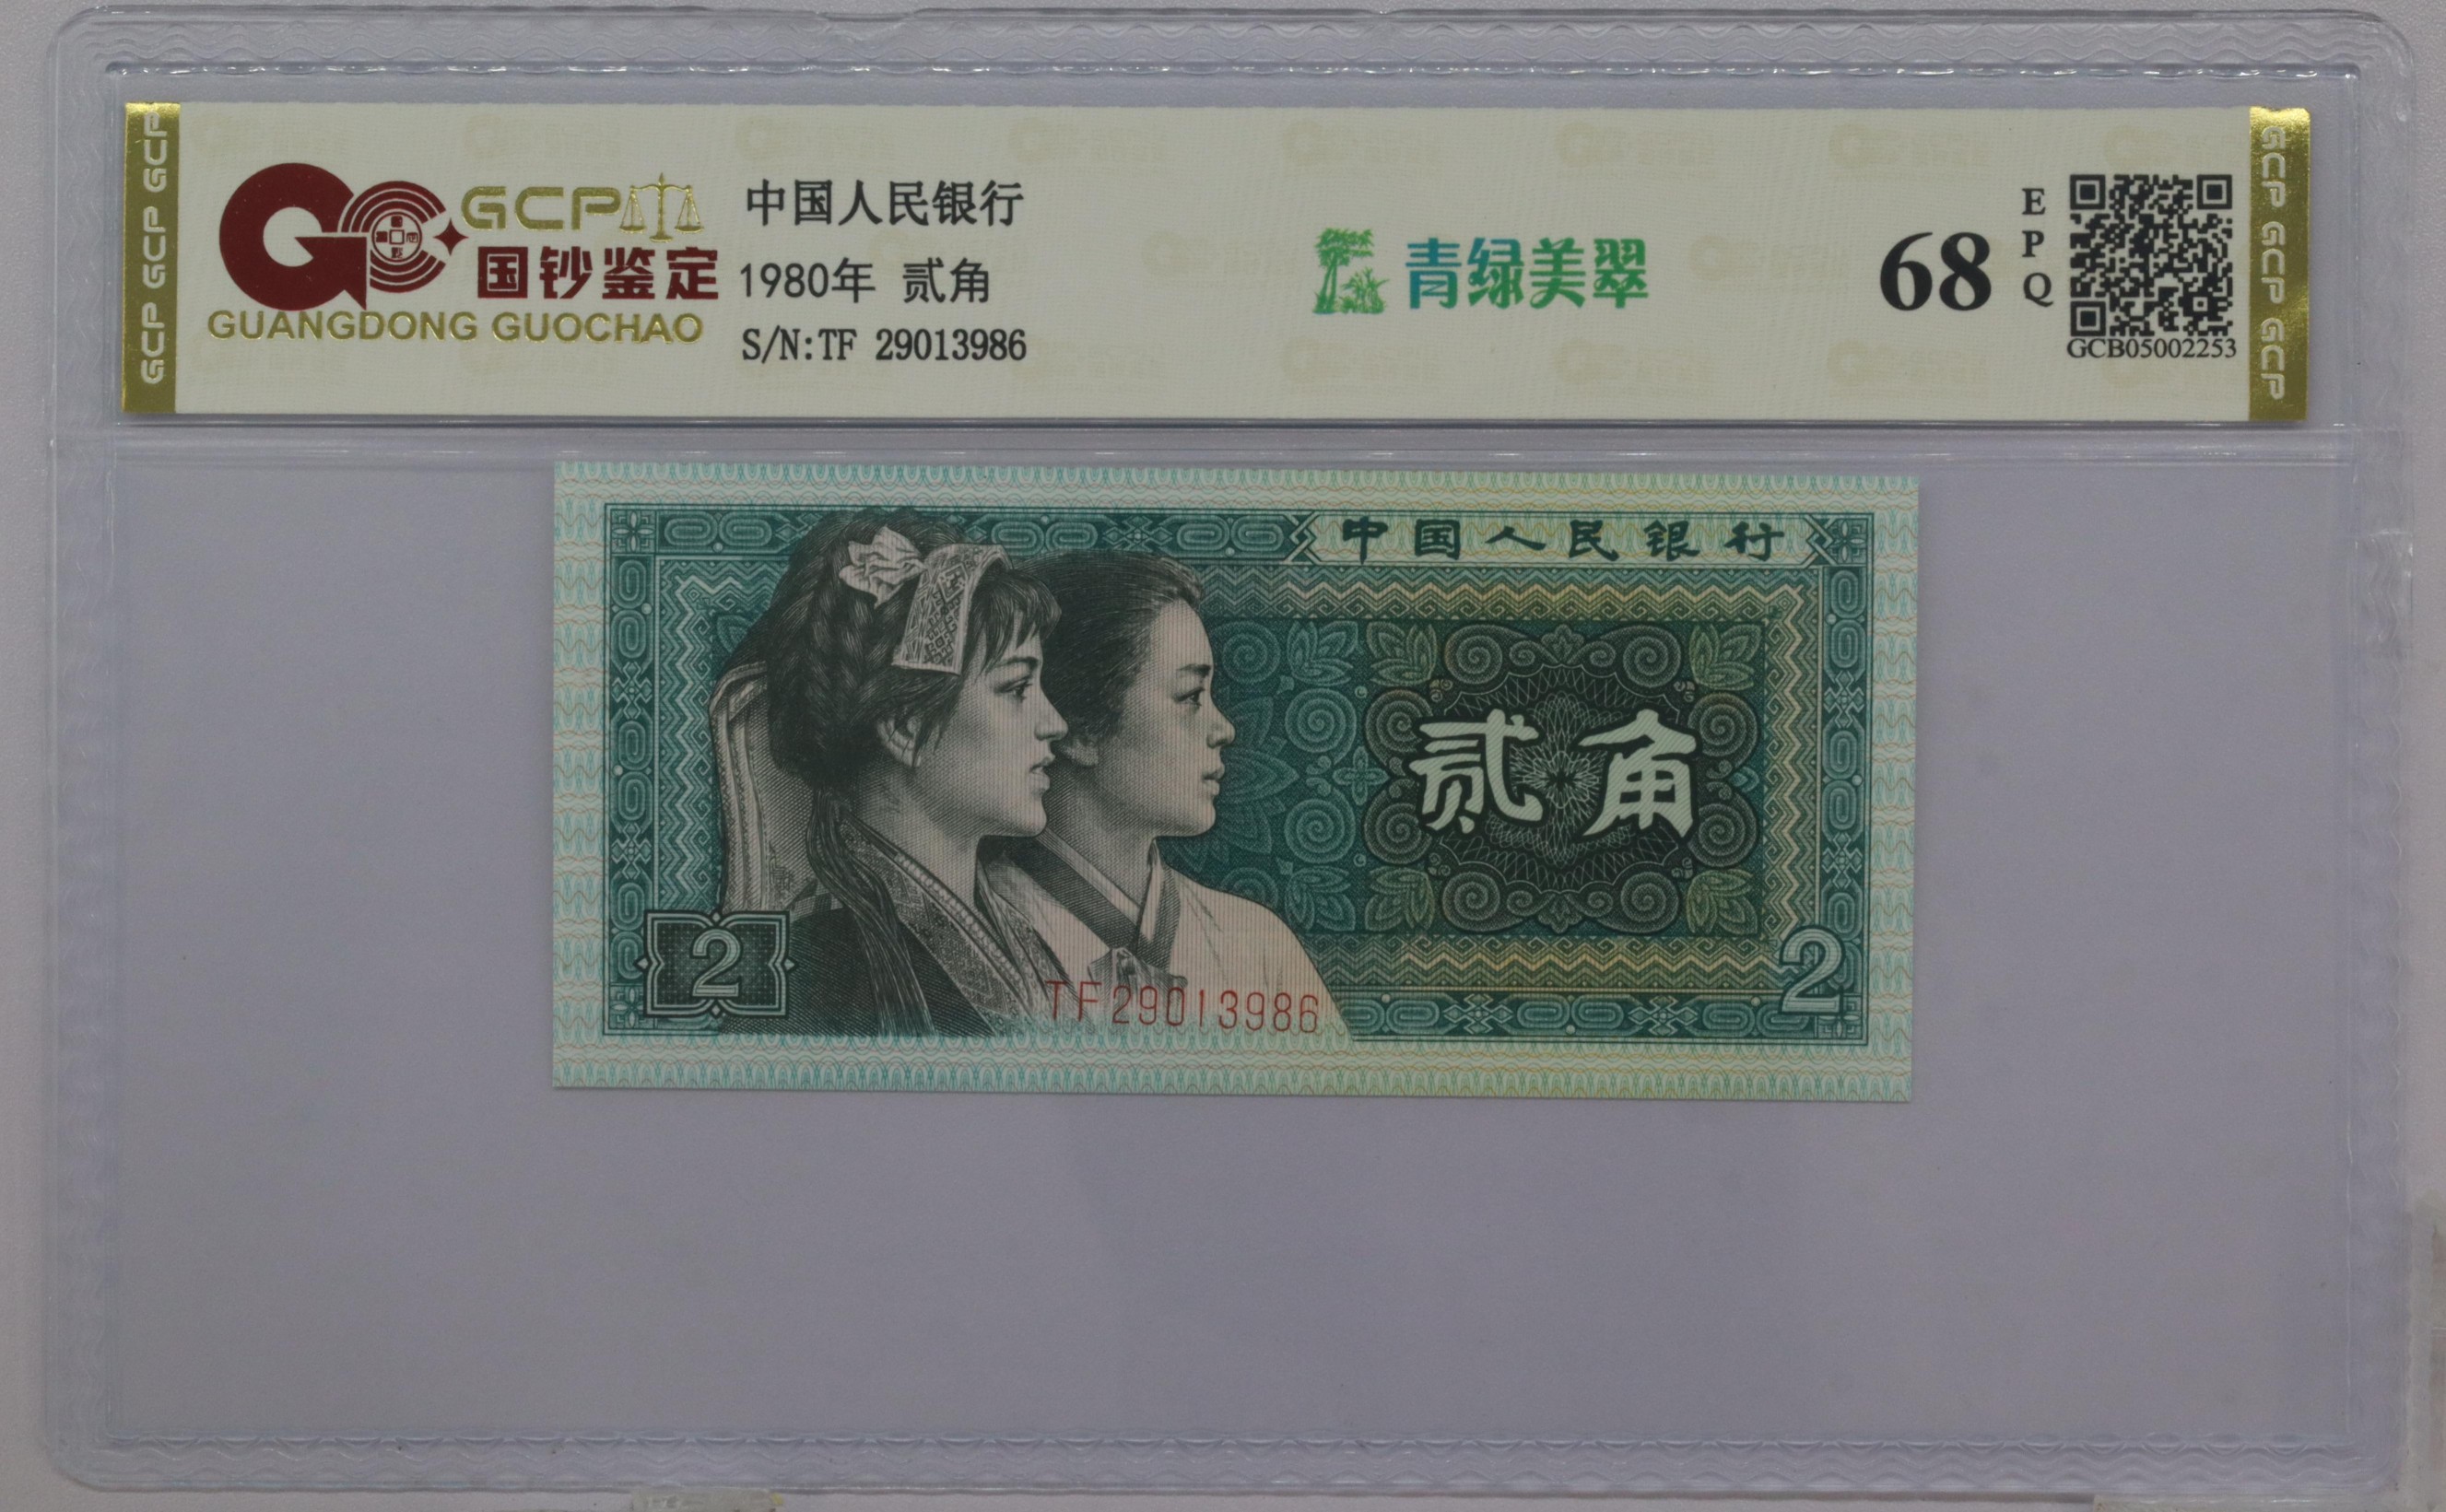 GCP GCP GCP
GCP
国钞鉴定
GUANGDONG GUOCHAO
中国人民银行
1980年 贰角
S/N:TF 29013986
青绿美翠
68
EPQ
GCB05002253
GCP GCP GCP
中国人民银行
贰角
2
2
TF29013986